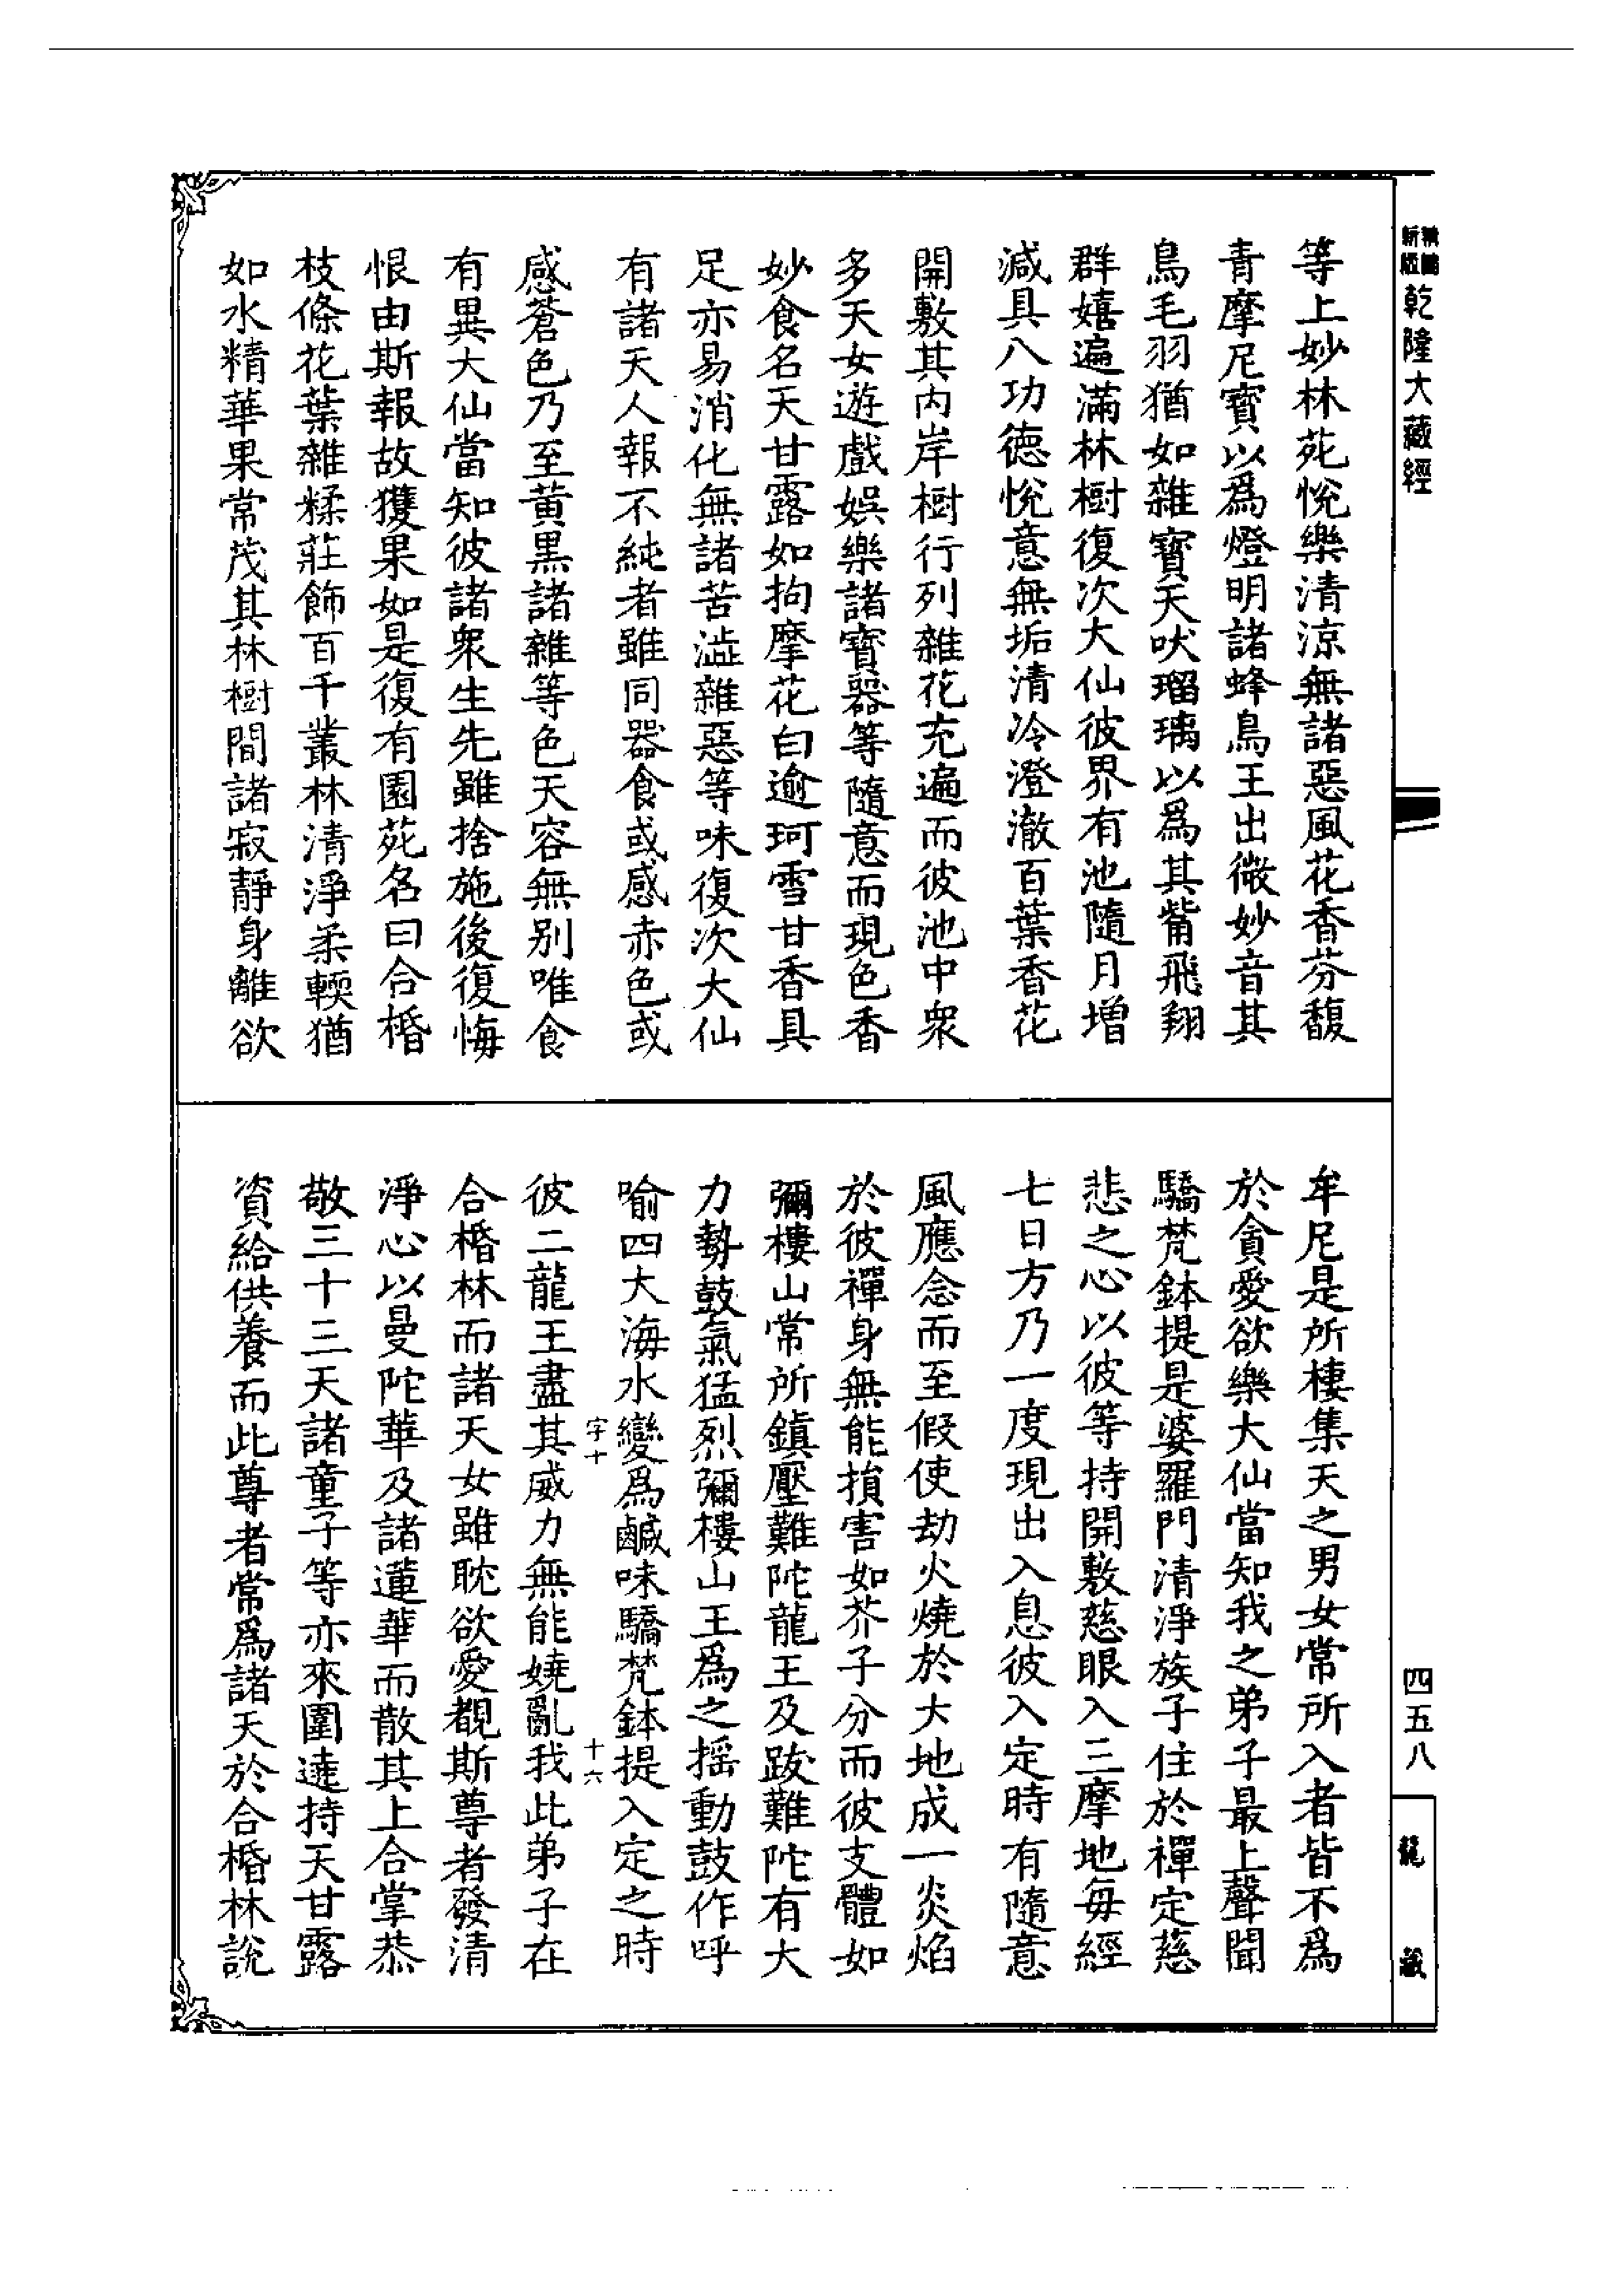 新版
乾隆大藏經
等上妙林苑悅樂清涼無諸惡風花香芬馥
青摩尼寶以爲燈明諸蜂鳥王出微妙音其
鳥毛羽猶如雜寶天吠瑠璃以爲其觜飛翔
群嬉遍滿林樹復次大仙彼界有池隨月增
減具八功德悅意無垢清冷澄澈百葉香花
開敷其內岸樹行列雜花充遍而彼池中衆
多天女遊戲娛樂諸寶器等隨意而現色香
妙食名天甘露如拘摩花白逾珂雪甘香具
足亦易消化無諸苦澁雜惡等味復次大仙
有諸天人報不純者雖同器食或感赤色或
感蒼色乃至黃黑諸雜等色天容無別唯食
有異大仙當知彼諸衆生先雖捨施後復悔
恨由斯報故獲果如是復有園苑名曰合楿
枝條花葉雜糅莊飾百千叢林清淨柔輭猶
如水精華果常茂其林樹間諸寂靜身離欲
牟尼是所棲集天之男女常所入者皆不爲
於貪愛欲樂大仙當知我之弟子最上聲聞
驕梵鉢提是婆羅門清淨族子住於禪定慈
悲之心以彼等持開敷慈眼入三摩地每經
七日方乃一度現出入息彼入定時有隨意
風應念而至假使劫火燒於大地成一炎焰
於彼禪身無能損害如芥子分而彼支體如
彌樓山常所鎮壓難陀龍王及跋難陀有大
力勢鼓氣猛烈彌樓山王爲之搖動鼓作呼
喻四大海水變爲鹹味驕梵鉢提入定之時
字十
十六
彼二龍王盡其威力無能嬈亂我此弟子在
合楿林而諸天女雖耽欲愛覩斯尊者發清
淨心以曼陀華及諸蓮華而散其上合掌恭
敬三十三天諸童子等亦來圍遶持天甘露
資給供養而此尊者常爲諸天於合楿林說
四五八
龍
藏